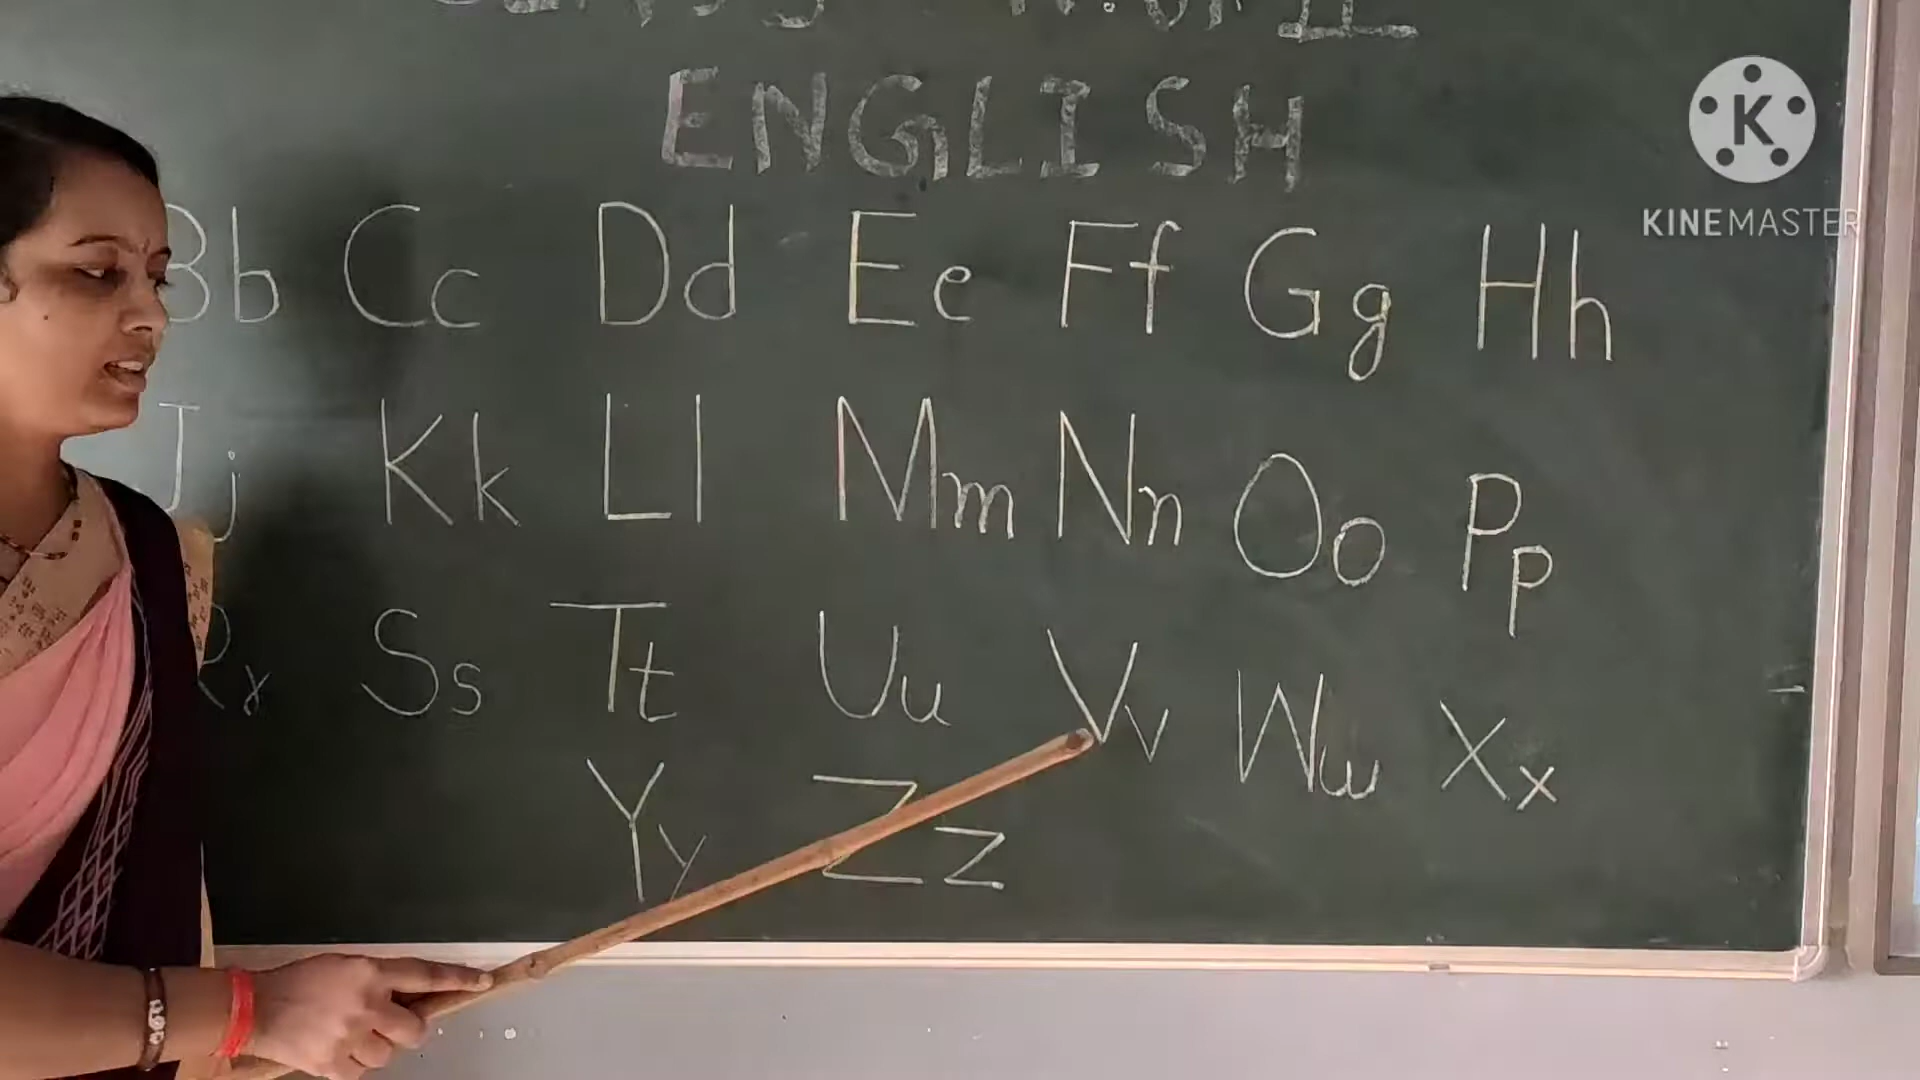 ENGLISH
Bb Cc Dd Ee Ff Gg Hh
Jj Kk Ll Mm Nn Oo Pp
Rr Ss Tt Uu Vv Ww Xx
Yy Zz
K
KINEMASTER